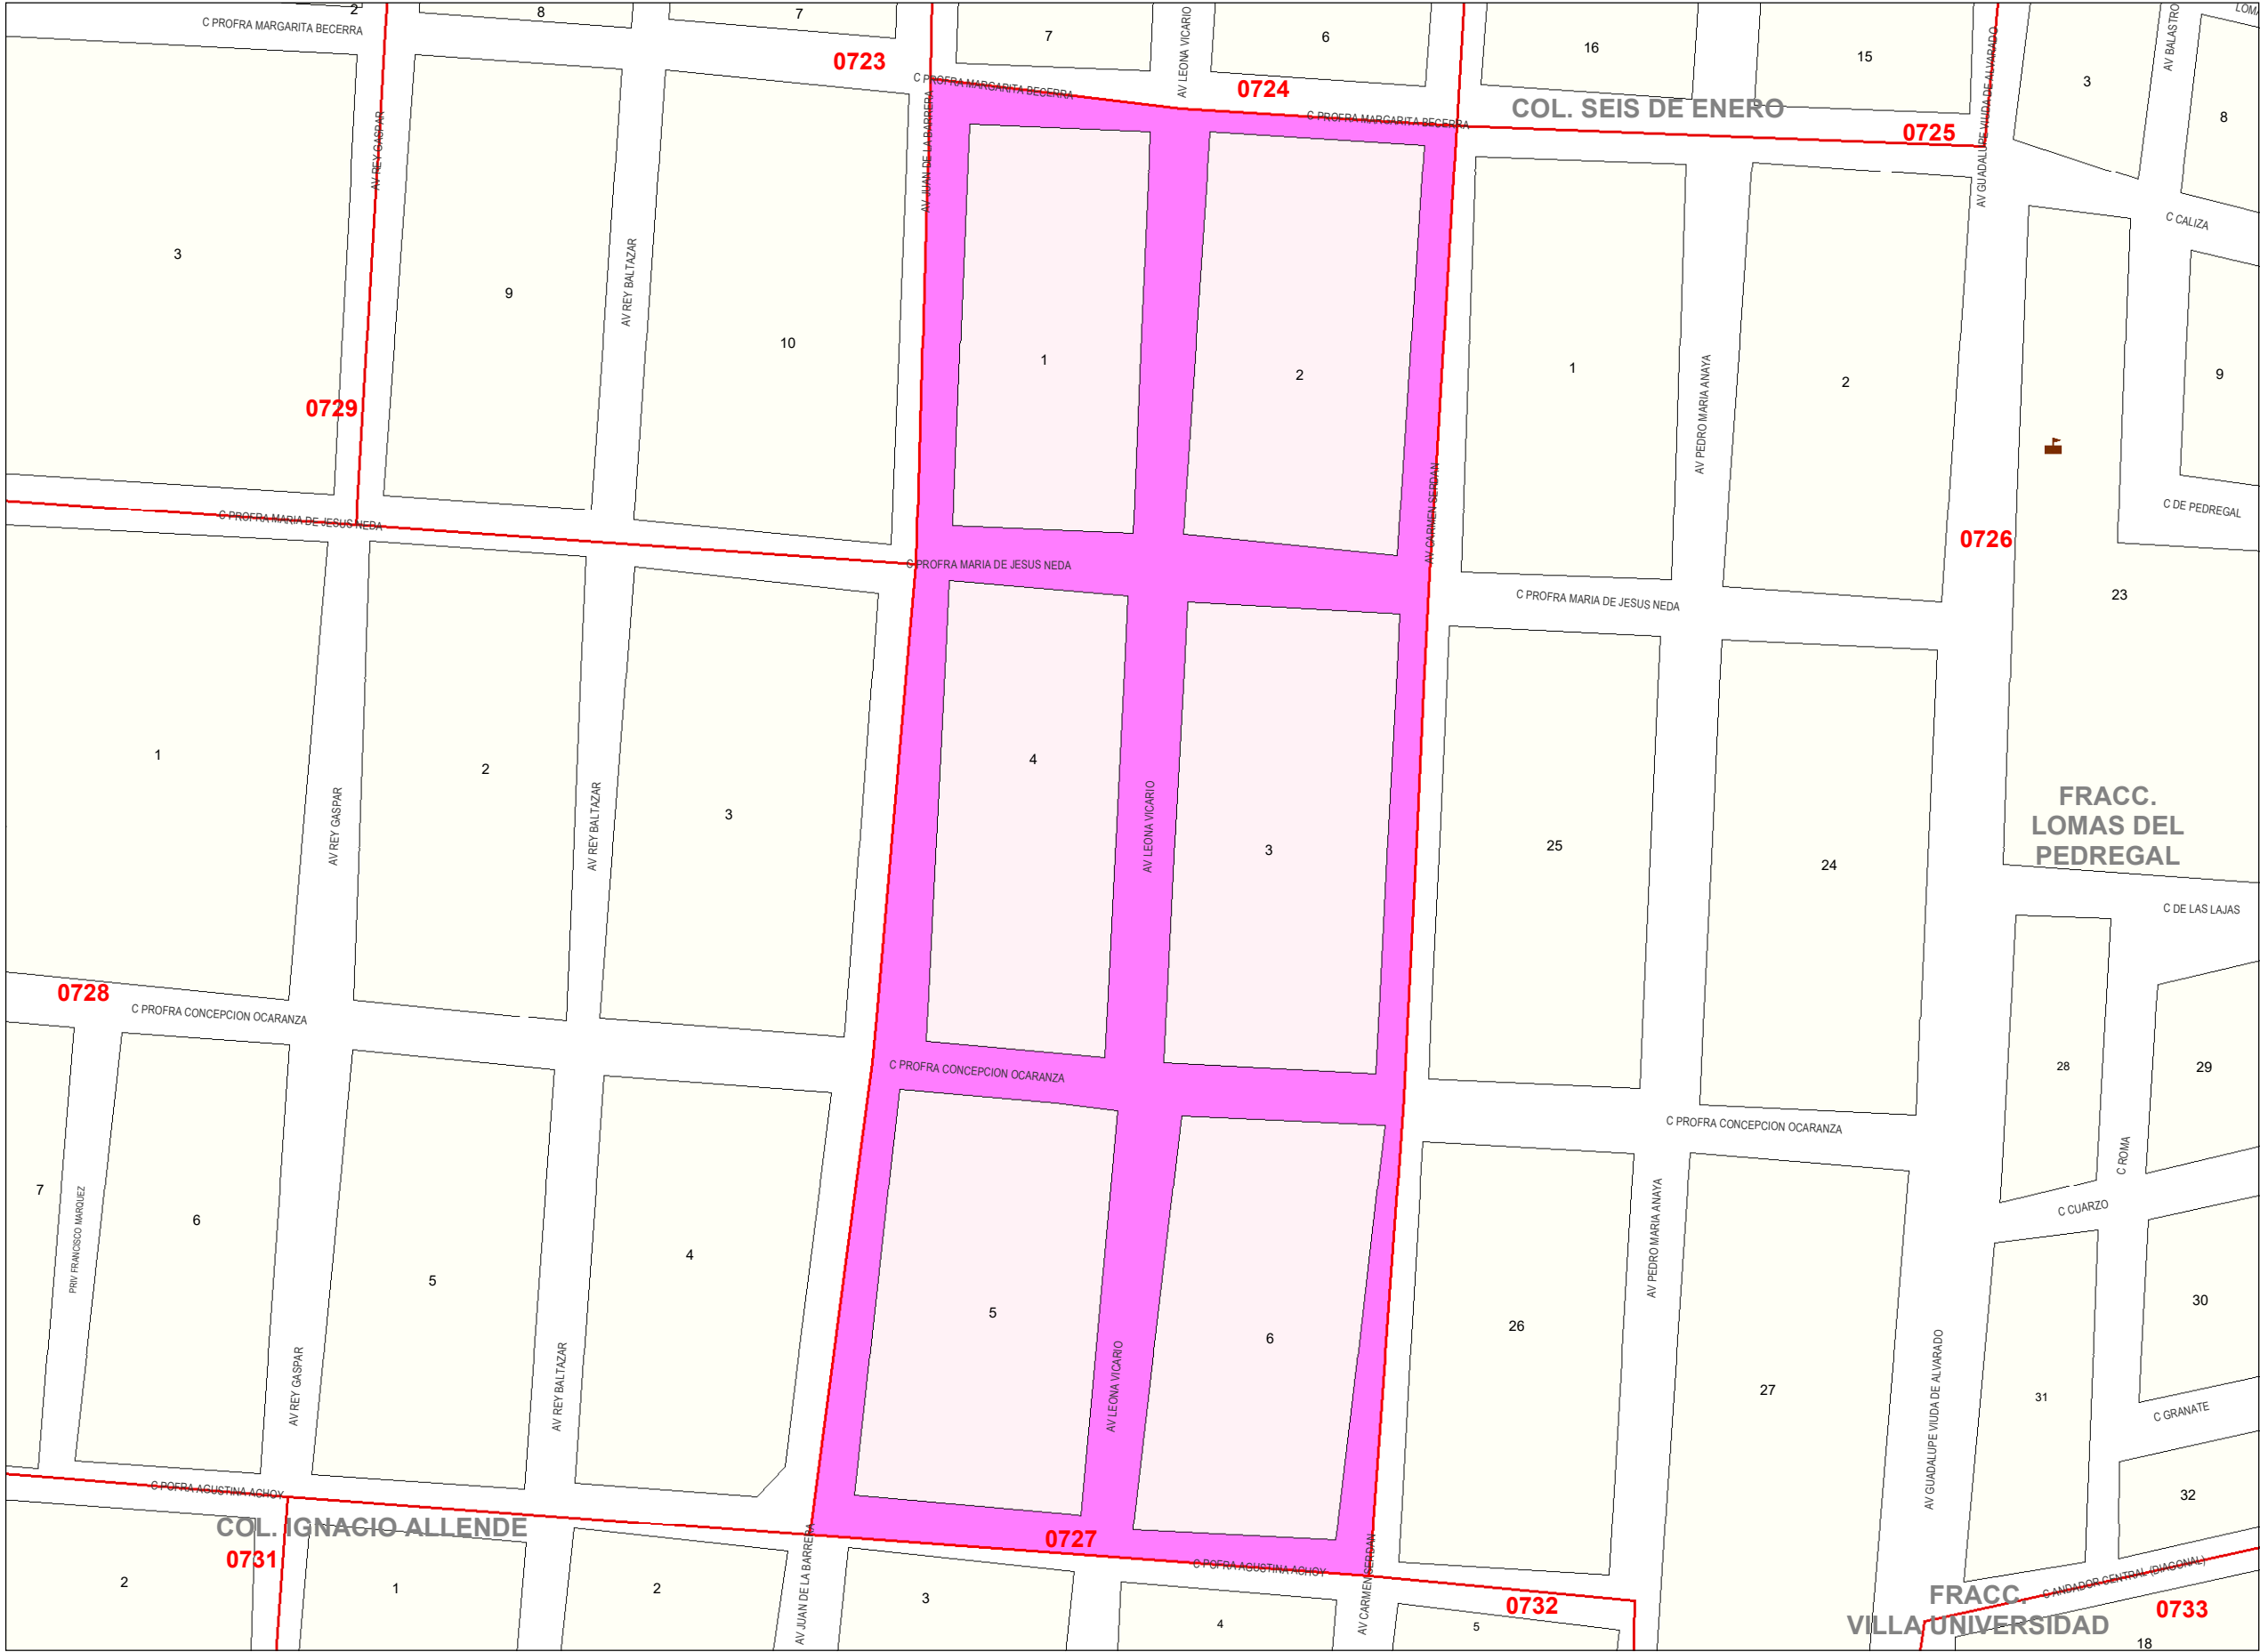 2
8
7
C PROFRA MARGARITA BECERRA
7
AV LEONA VICARIO
6
16
15
AV GUADALUPE VIUDA DE ALVARADO
3
AV BALASTRO
8
0723
C PROFRA MARGARITA BECERRA
0724
C PROFRA MARGARITA BECERRA
COL. SEIS DE ENERO
0725
AV REY GASPAR
AV JUAN DE LA BARRERA
C CALIZA
3
9
AV REY BALTAZAR
10
1
2
1
AV PEDRO MARIA ANAYA
2
9
0729
AV CARMEN SERDAN
C DE PEDREGAL
C PROFRA MARIA DE JESUS NEDA
C PROFRA MARIA DE JESUS NEDA
C PROFRA MARIA DE JESUS NEDA
0726
23
1
AV REY GASPAR
2
AV REY BALTAZAR
3
4
AV LEONA VICARIO
3
25
24
FRACC.
LOMAS DEL
PEDREGAL
C DE LAS LAJAS
0728
C PROFRA CONCEPCION OCARANZA
C PROFRA CONCEPCION OCARANZA
C PROFRA CONCEPCION OCARANZA
28
29
C ROMA
7
PRIV FRANCISCO MARQUEZ
6
5
4
5
6
AV PEDRO MARIA ANAYA
C CUARZO
30
26
27
31
AV REY GASPAR
AV REY BALTAZAR
AV LEONA VICARIO
AV GUADALUPE VIUDA DE ALVARADO
C GRANATE
32
C POFRA AGUSTINA ACHOY
COL. IGNACIO ALLENDE
0731
0727
C POFRA AGUSTINA ACHOY
AV JUAN DE LA BARRERA
AV CARMEN SERDAN
C ANDADOR CENTRAL (DIAGONAL)
2
1
2
3
4
5
0732
FRACC.
VILLA UNIVERSIDAD
0733
18